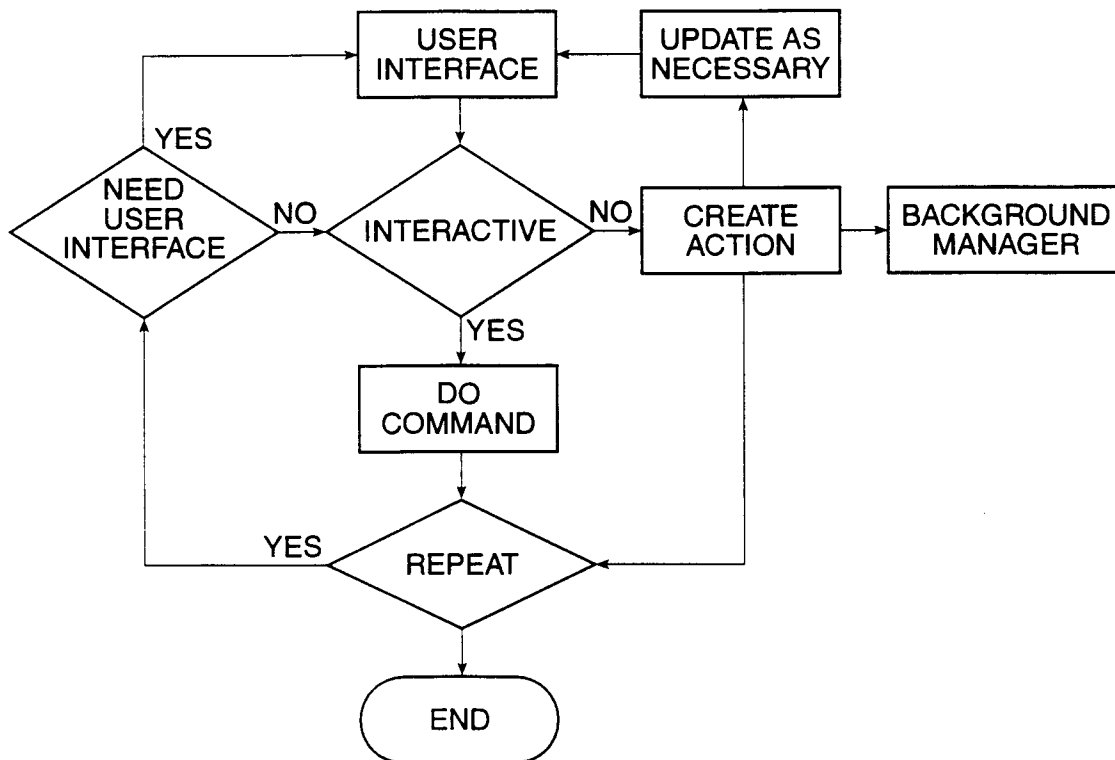 USER
INTERFACE
UPDATE AS
NECESSARY
YES
NEED
USER
INTERFACE
NO
INTERACTIVE
NO
CREATE
ACTION
BACKGROUND
MANAGER
YES
DO
COMMAND
YES
REPEAT
END